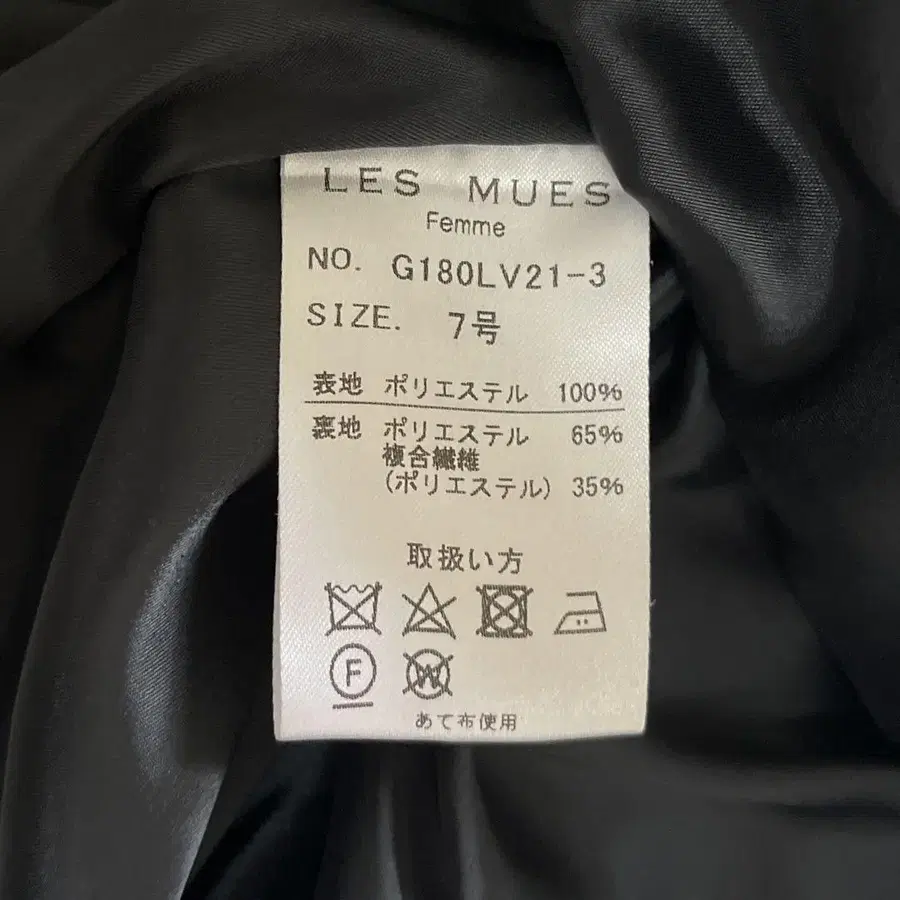 LES MUES
Femme
NO. G180LV21-3
SIZE. 7号
表地 ポリエステル 100%
裏地 ポリエステル 65%
複合繊維
(ポリエステル) 35%
取扱い方
F W
あて布使用